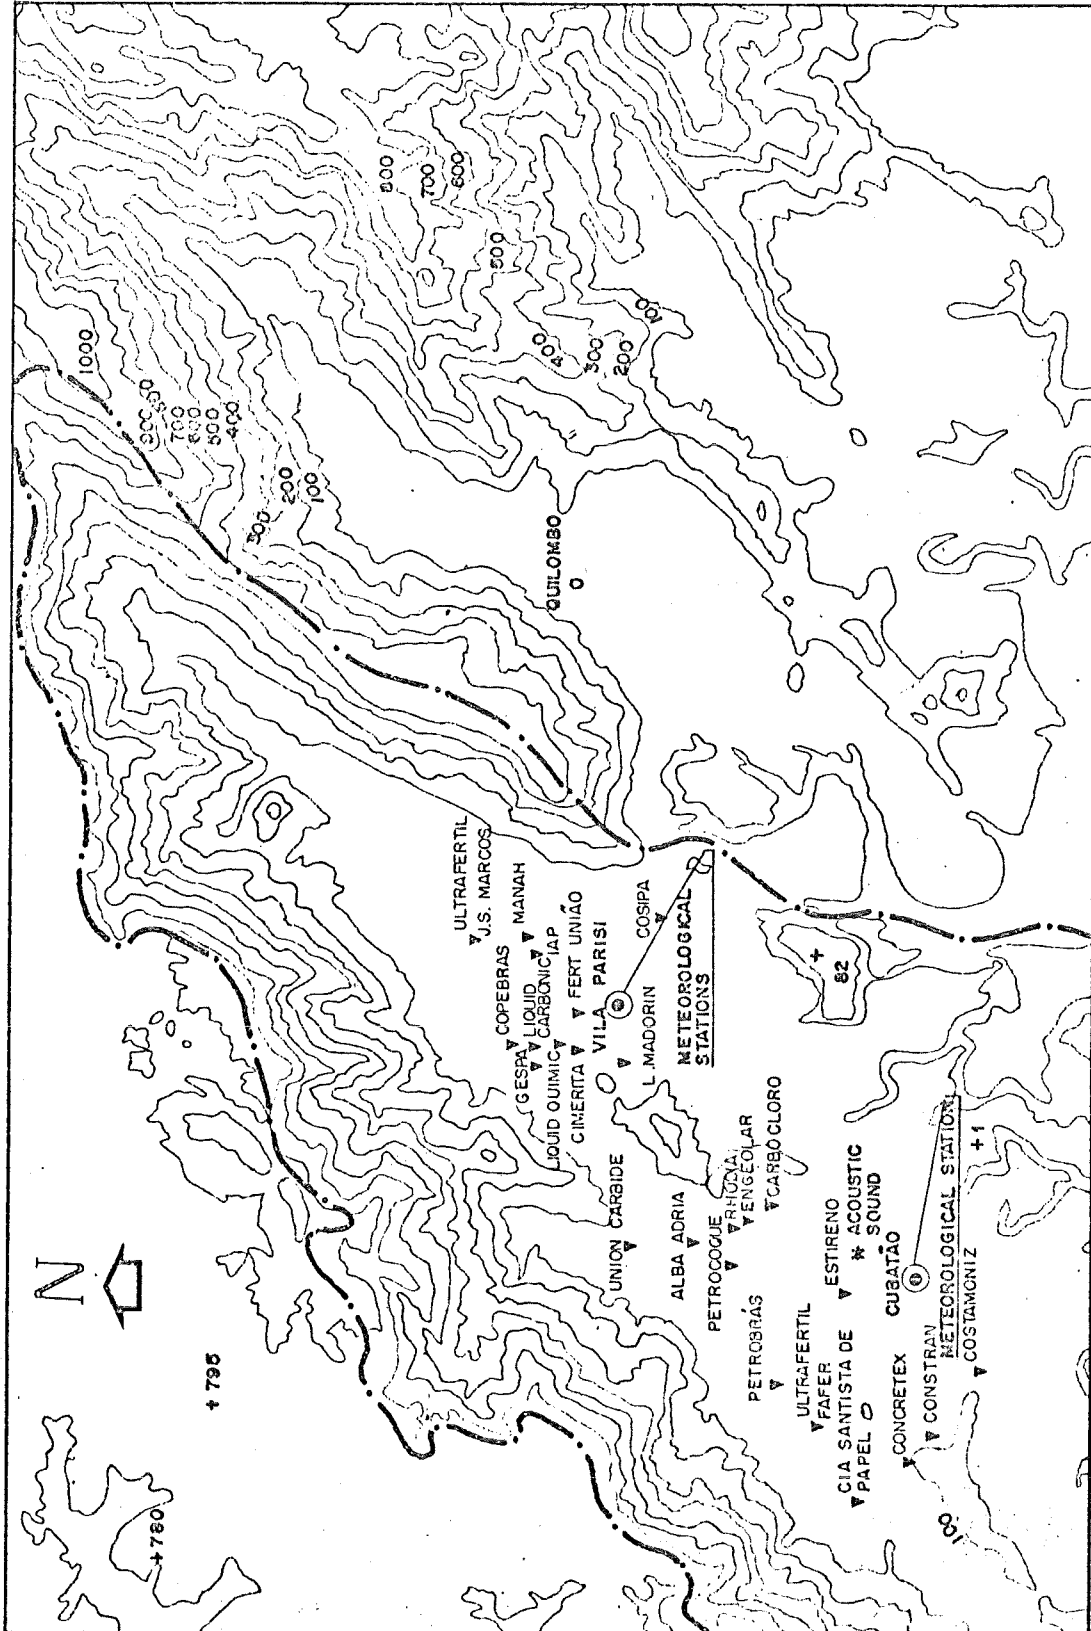 N
+795
+780
1000
900
700
600
500
400
300
200
100
800
700
600
500
400
300
200
100
QUILOMBO
ULTRAFERTIL
J.S. MARCOS
COPEBRAS
MANAH
GESPA
LIQUID
CARBONIC
IAP
LIQUID QUIMIC
CIMERITA
FERT UNIÃO
VILA PARISI
COSIPA
L. MADORIN
METEOROLOGICAL
STATIONS
82
UNION CARBIDE
ALBA ADRIA
PETROCOQUE
RHODIA
ENGEOLAR
CARBOCLORO
PETROBRÁS
ULTRAFERTIL
FAFER
ESTIRENO
ACOUSTIC
SOUND
CIA SANTISTA DE
PAPEL
CUBATÃO
CONCRETEX
CONSTRAN
METEOROLOGICAL STATION
COSTAMONIZ
+1
100